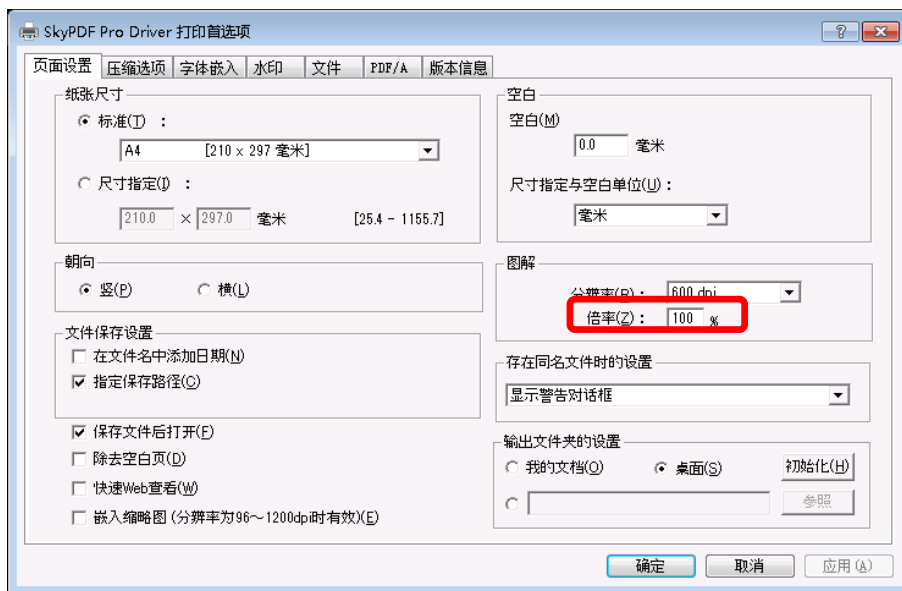 SkyPDF Pro Driver 打印首选项
页面设置 压缩选项 字体嵌入 水印 文件 PDF/A 版本信息
纸张尺寸
标准(T) :
A4 [210 x 297 毫米]
尺寸指定(I) :
210.0 × 297.0 毫米 [25.4 - 1155.7]
朝向
竖(P) 横(L)
文件保存设置
在文件名中添加日期(N)
指定保存路径(C)
保存文件后打开(F)
除去空白页(D)
快速Web查看(W)
嵌入缩略图(分辨率为96～1200dpi时有效)(E)
空白
空白(M)
0.0 毫米
尺寸指定与空白单位(U):
毫米
图解
分辨率(R): 600 dpi
倍率(Z): 100 %
存在同名文件时的设置
显示警告对话框
输出文件夹的设置
我的文档(O) 桌面(S) 初始化(H)
参照
确定 取消 应用(A)